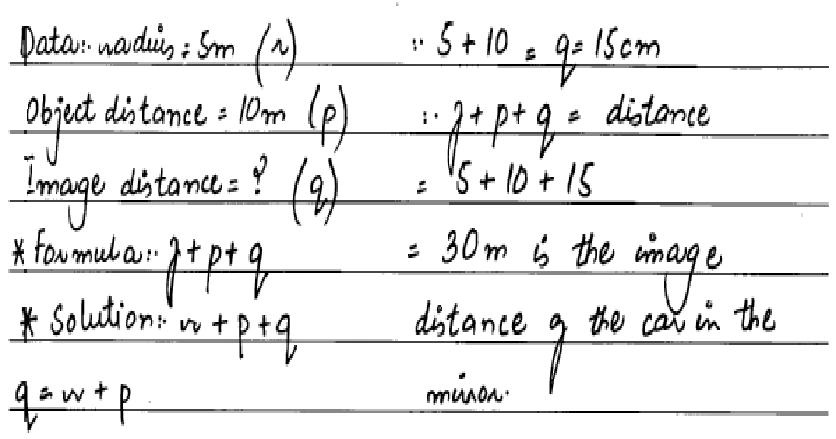 Data:- radius = 5m (r)
Object distance = 10m (p)
Image distance = ? (q)
* Formula:- f + p + q
* Solution:- r + p + q
q = r + p
:. 5 + 10 = q = 15cm
:. f + p + q = distance
= 5 + 10 + 15
= 30m is the image
distance of the car in the
mirror.